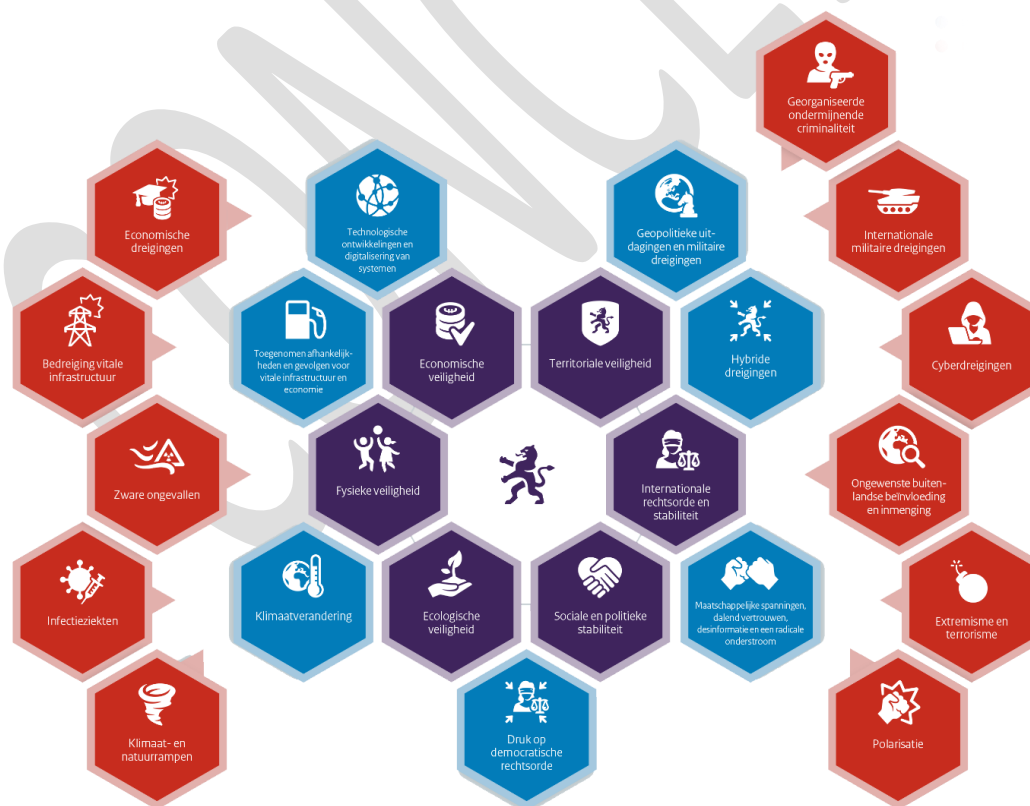 Georganiseerde
ondermijnende
criminaliteit
Economische
dreigingen
Technologische
ontwikkelingen en
digitalisering van
systemen
Geopolitieke uit-
dagingen en militaire
dreigingen
Internationale
militaire dreigingen
Bedreiging vitale
infrastructuur
Toegenomen afhankelijk-
heden en gevolgen voor
vitale infrastructuur en
economie
Economische
veiligheid
Territoriale veiligheid
Hybride
dreigingen
Cyberdreigingen
Zware ongevallen
Fysieke veiligheid
Internationale
rechtsorde en
stabiliteit
Ongewenste buiten-
landse beïnvloeding
en inmenging
Infectieziekten
Klimaatverandering
Ecologische
veiligheid
Sociale en politieke
stabiliteit
Maatschappelijke spanningen,
dalend vertrouwen,
desinformatie en een radicale
onderstroom
Extremisme en
terrorisme
Klimaat- en
natuurrampen
Druk op
democratische
rechtsorde
Polarisatie